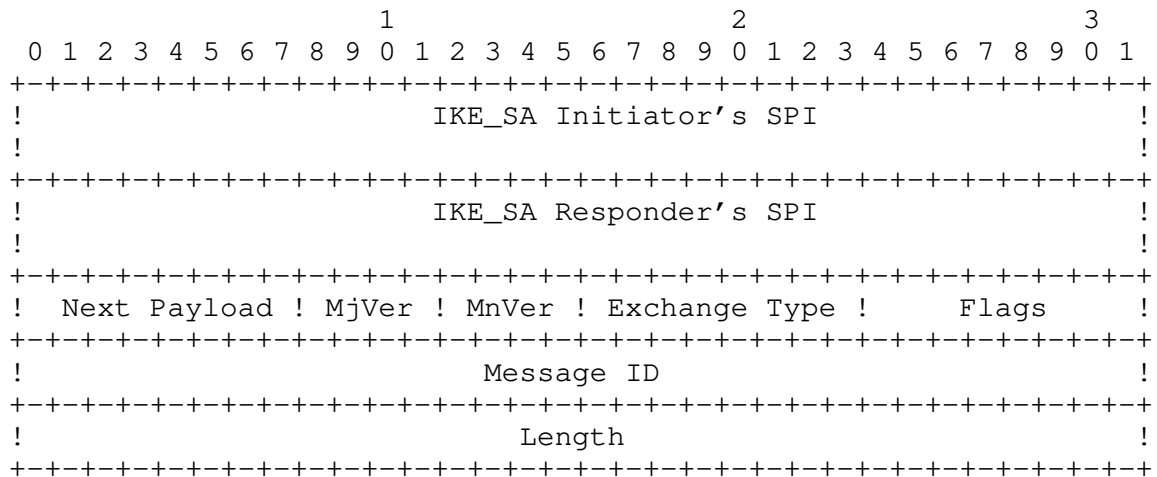 1                   2                   3
 0 1 2 3 4 5 6 7 8 9 0 1 2 3 4 5 6 7 8 9 0 1 2 3 4 5 6 7 8 9 0 1
+-+-+-+-+-+-+-+-+-+-+-+-+-+-+-+-+-+-+-+-+-+-+-+-+-+-+-+-+-+-+-+-+
!                       IKE_SA Initiator’s SPI                  !
!                                                               !
+-+-+-+-+-+-+-+-+-+-+-+-+-+-+-+-+-+-+-+-+-+-+-+-+-+-+-+-+-+-+-+-+
!                       IKE_SA Responder’s SPI                  !
!                                                               !
+-+-+-+-+-+-+-+-+-+-+-+-+-+-+-+-+-+-+-+-+-+-+-+-+-+-+-+-+-+-+-+-+
!  Next Payload ! MjVer ! MnVer ! Exchange Type !     Flags     !
+-+-+-+-+-+-+-+-+-+-+-+-+-+-+-+-+-+-+-+-+-+-+-+-+-+-+-+-+-+-+-+-+
!                          Message ID                           !
+-+-+-+-+-+-+-+-+-+-+-+-+-+-+-+-+-+-+-+-+-+-+-+-+-+-+-+-+-+-+-+-+
!                            Length                             !
+-+-+-+-+-+-+-+-+-+-+-+-+-+-+-+-+-+-+-+-+-+-+-+-+-+-+-+-+-+-+-+-+